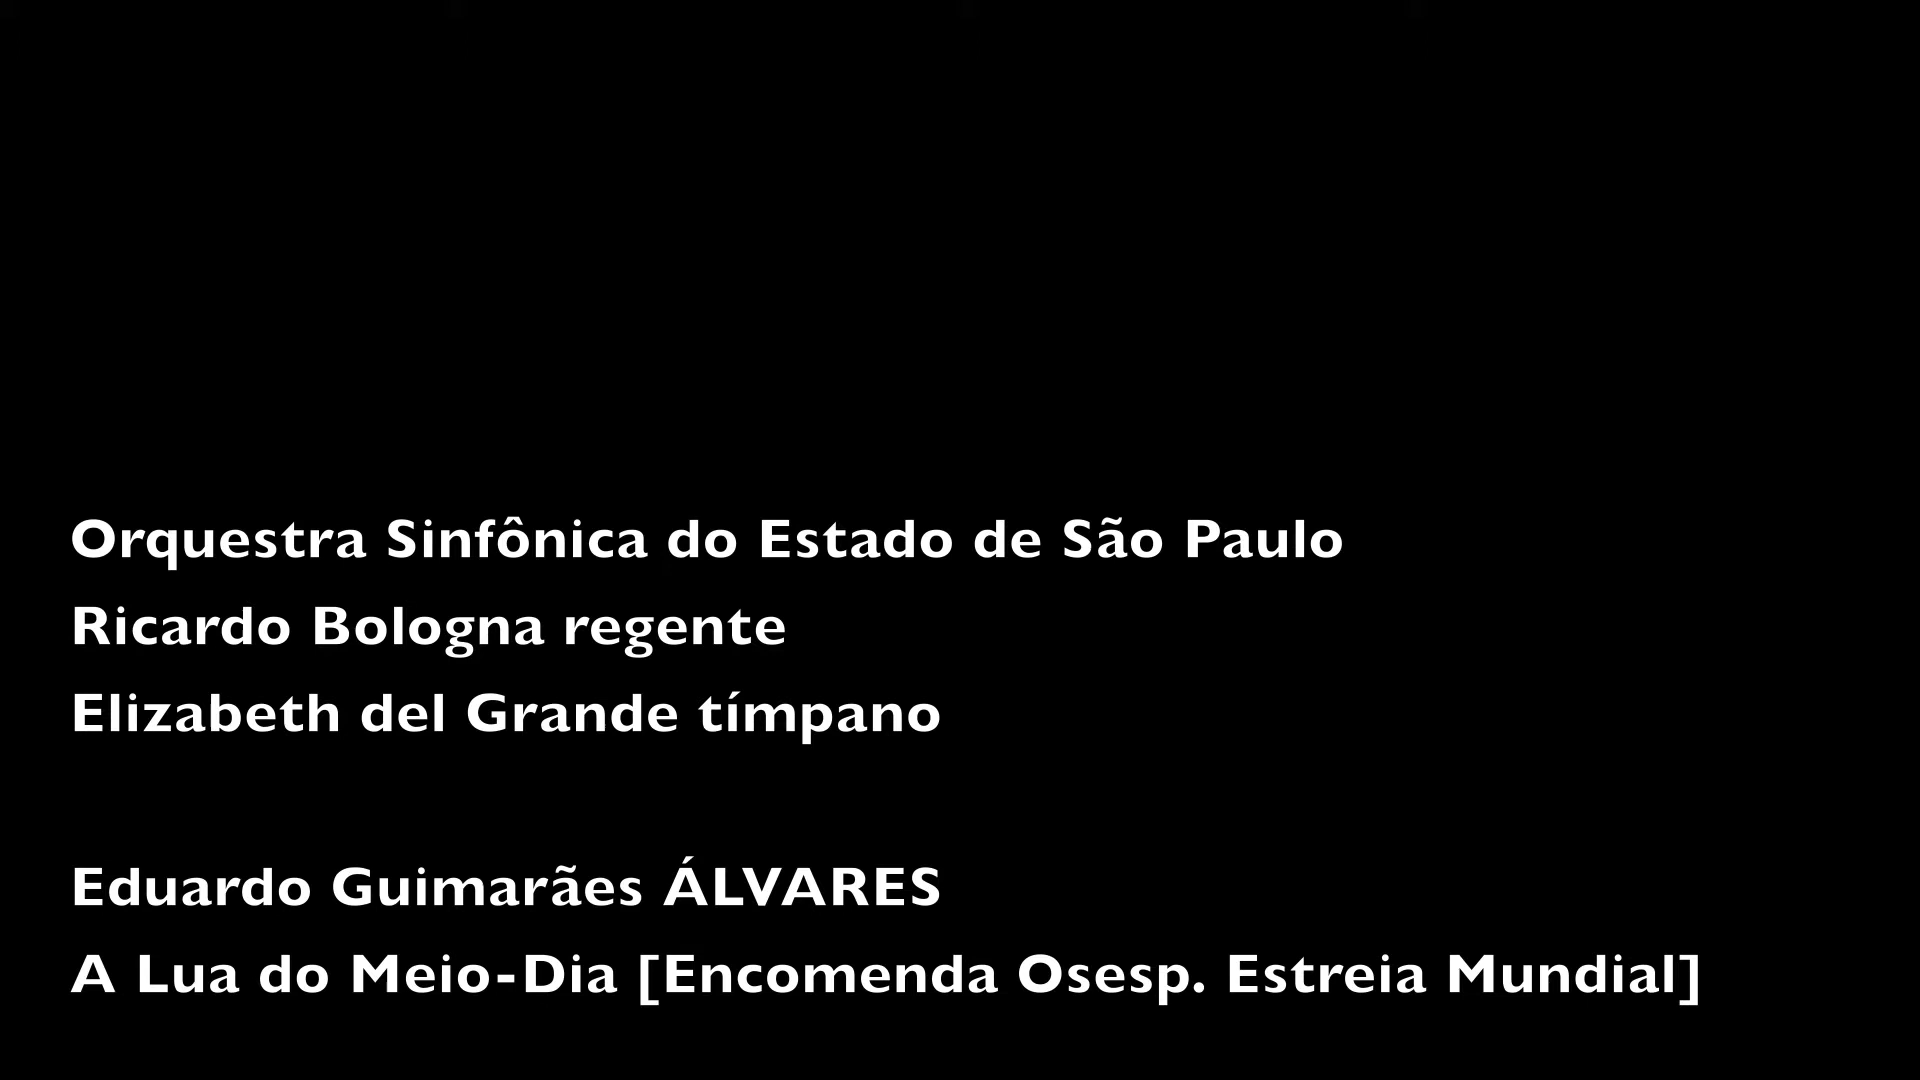 Orquestra Sinfônica do Estado de São Paulo
Ricardo Bologna regente
Elizabeth del Grande tímpano
Eduardo Guimarães ÁLVARES
A Lua do Meio-Dia [Encomenda Osesp. Estreia Mundial]